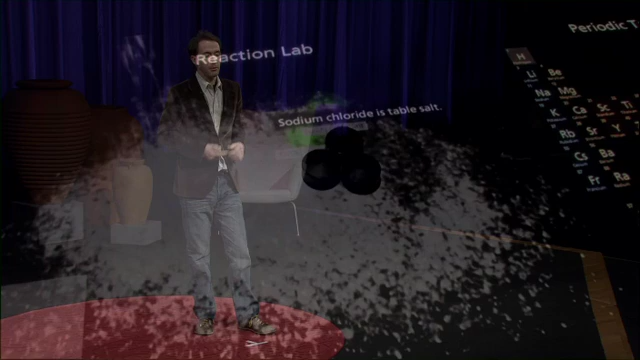 Reaction Lab
Periodic T
Sodium chloride is table salt.
H
Li Be
Na Mg
K Ca Sc Ti
Rb Sr Y
Cs Ba
Fr Ra